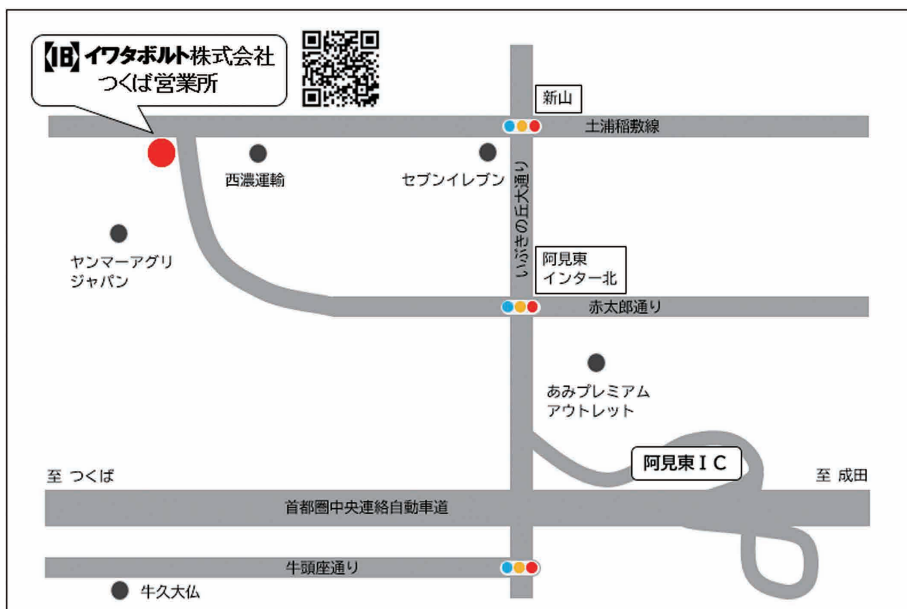 【IB】イワタボルト株式会社
つくば営業所
新山
土浦稲敷線
西濃運輸
セブンイレブン
いぶきの丘大通り
ヤンマーアグリ
ジャパン
阿見東
インター北
赤太郎通り
あみプレミアム
アウトレット
阿見東IC
至 つくば
至 成田
首都圏中央連絡自動車道
牛頭座通り
牛久大仏